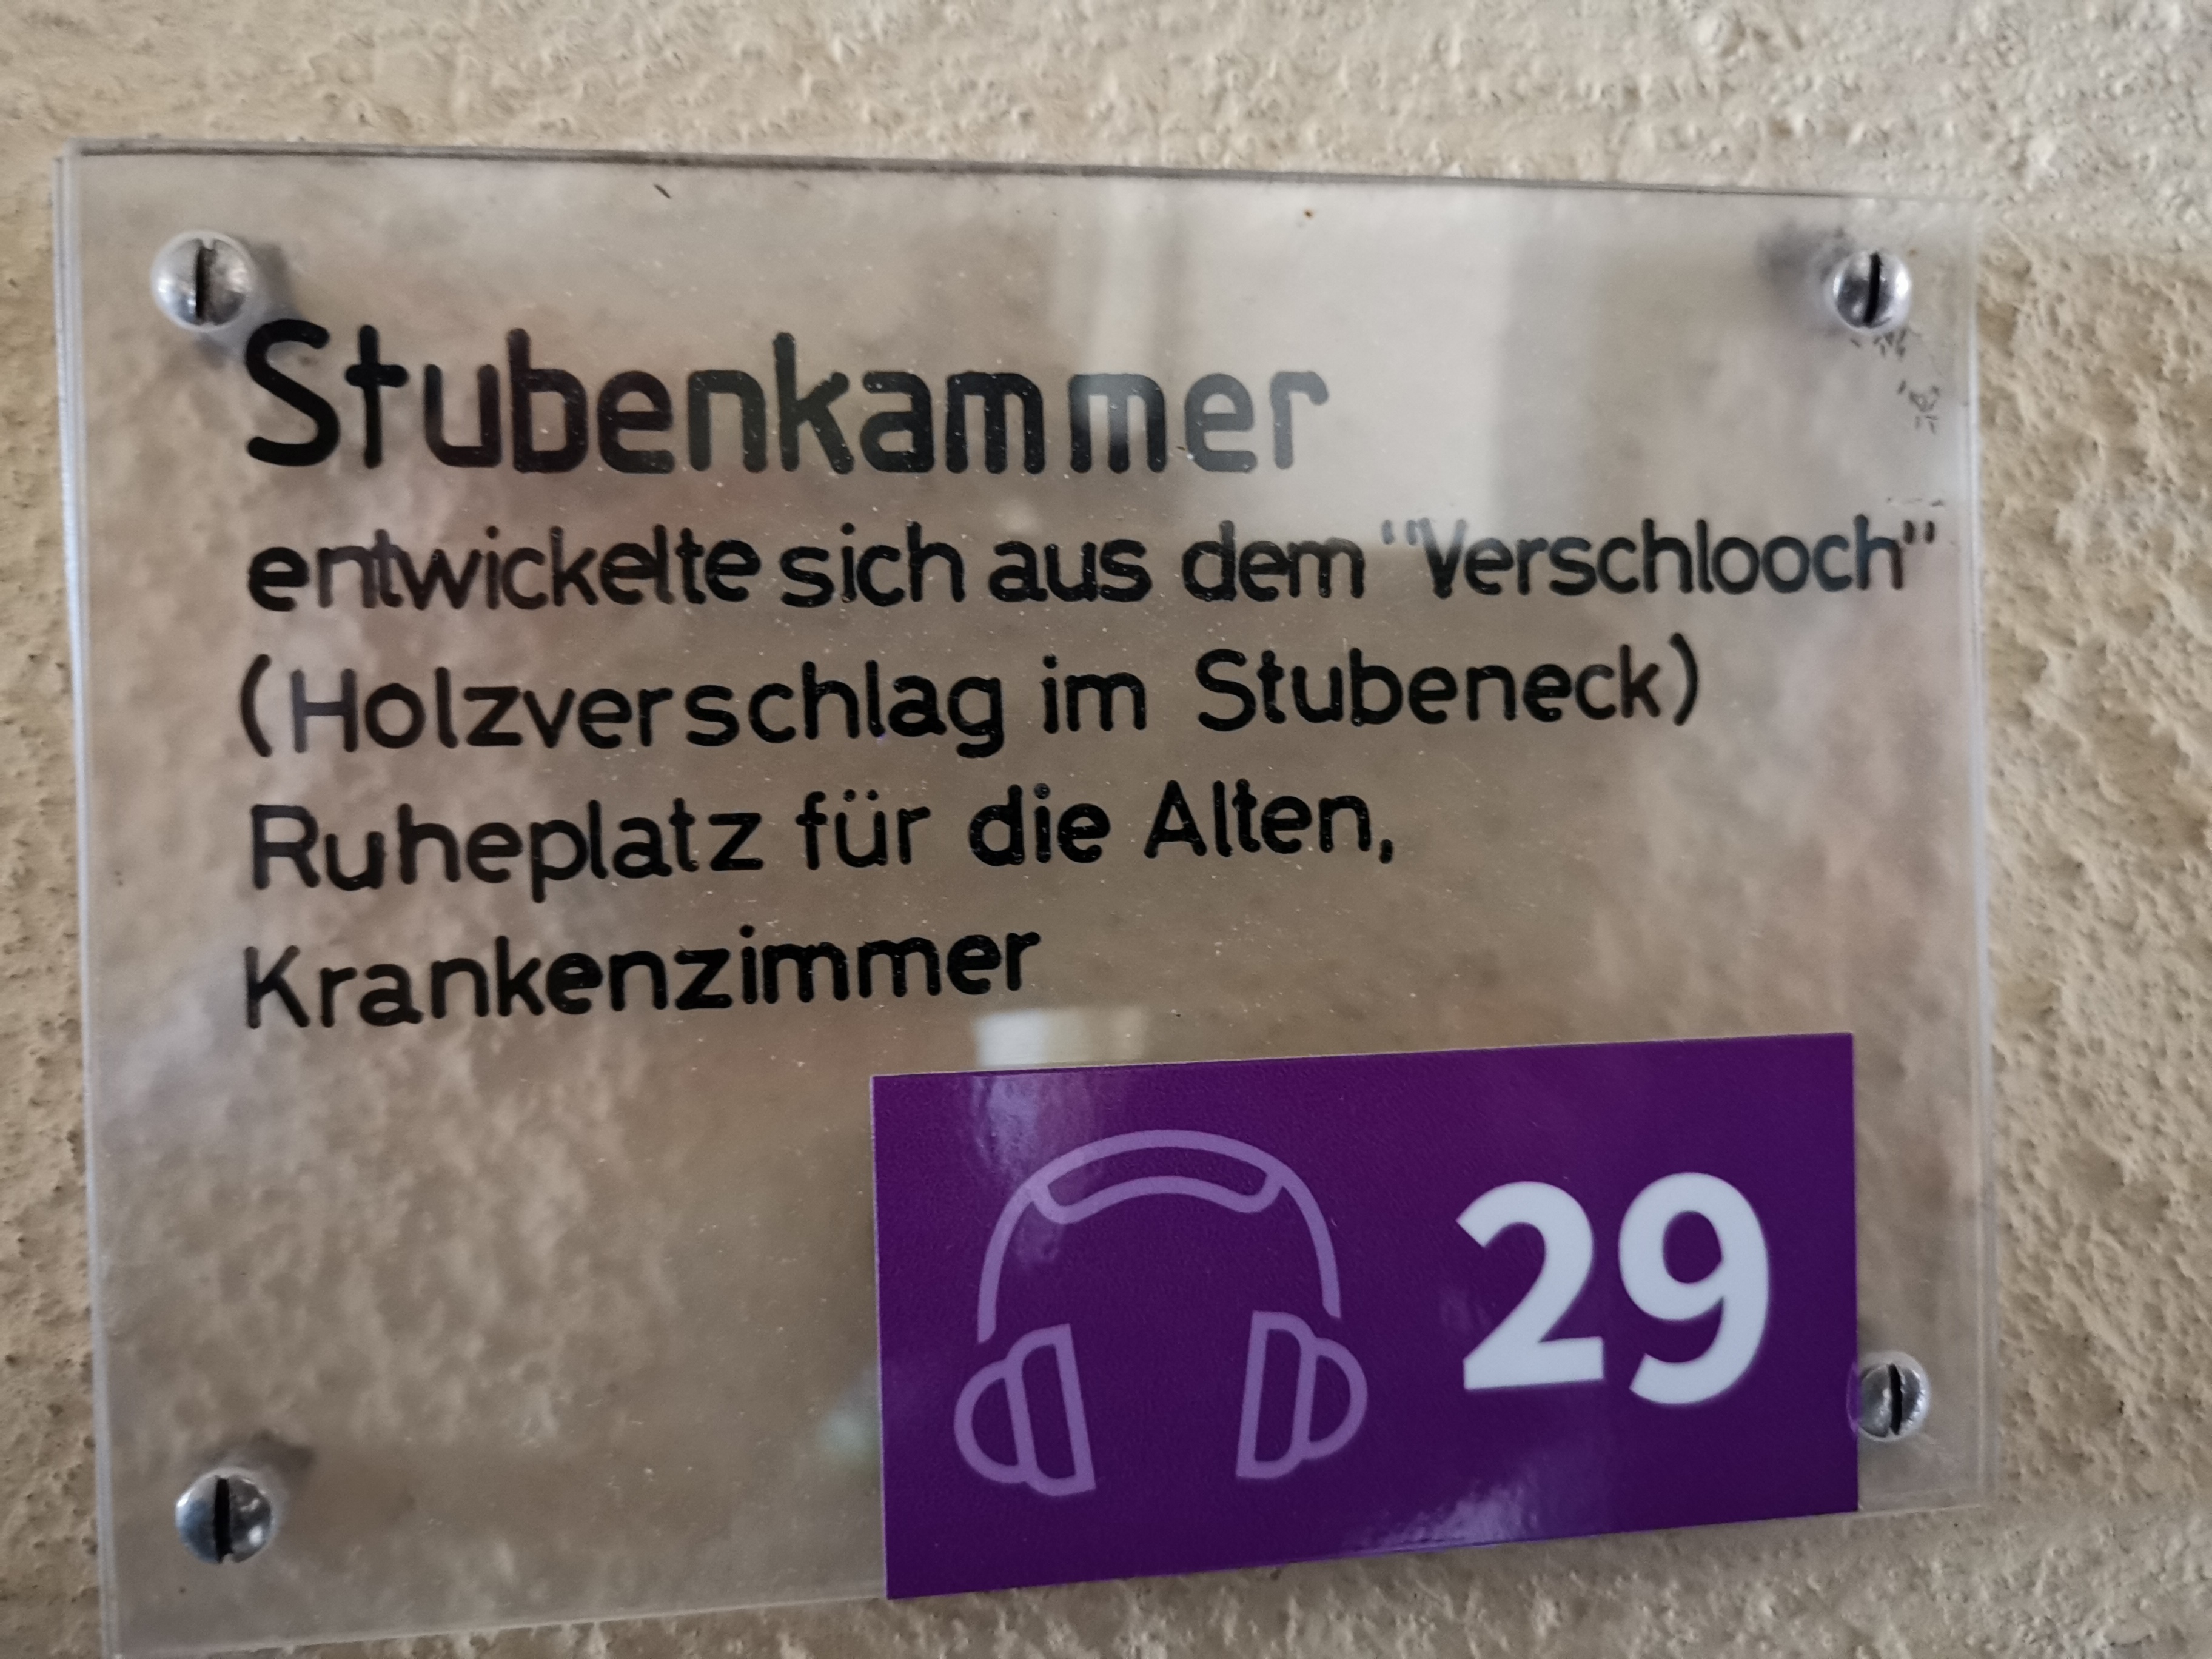 Stubenkammer
entwickelte sich aus dem "Verschlooch"
(Holzverschlag im Stubeneck)
Ruheplatz für die Alten,
Krankenzimmer
29